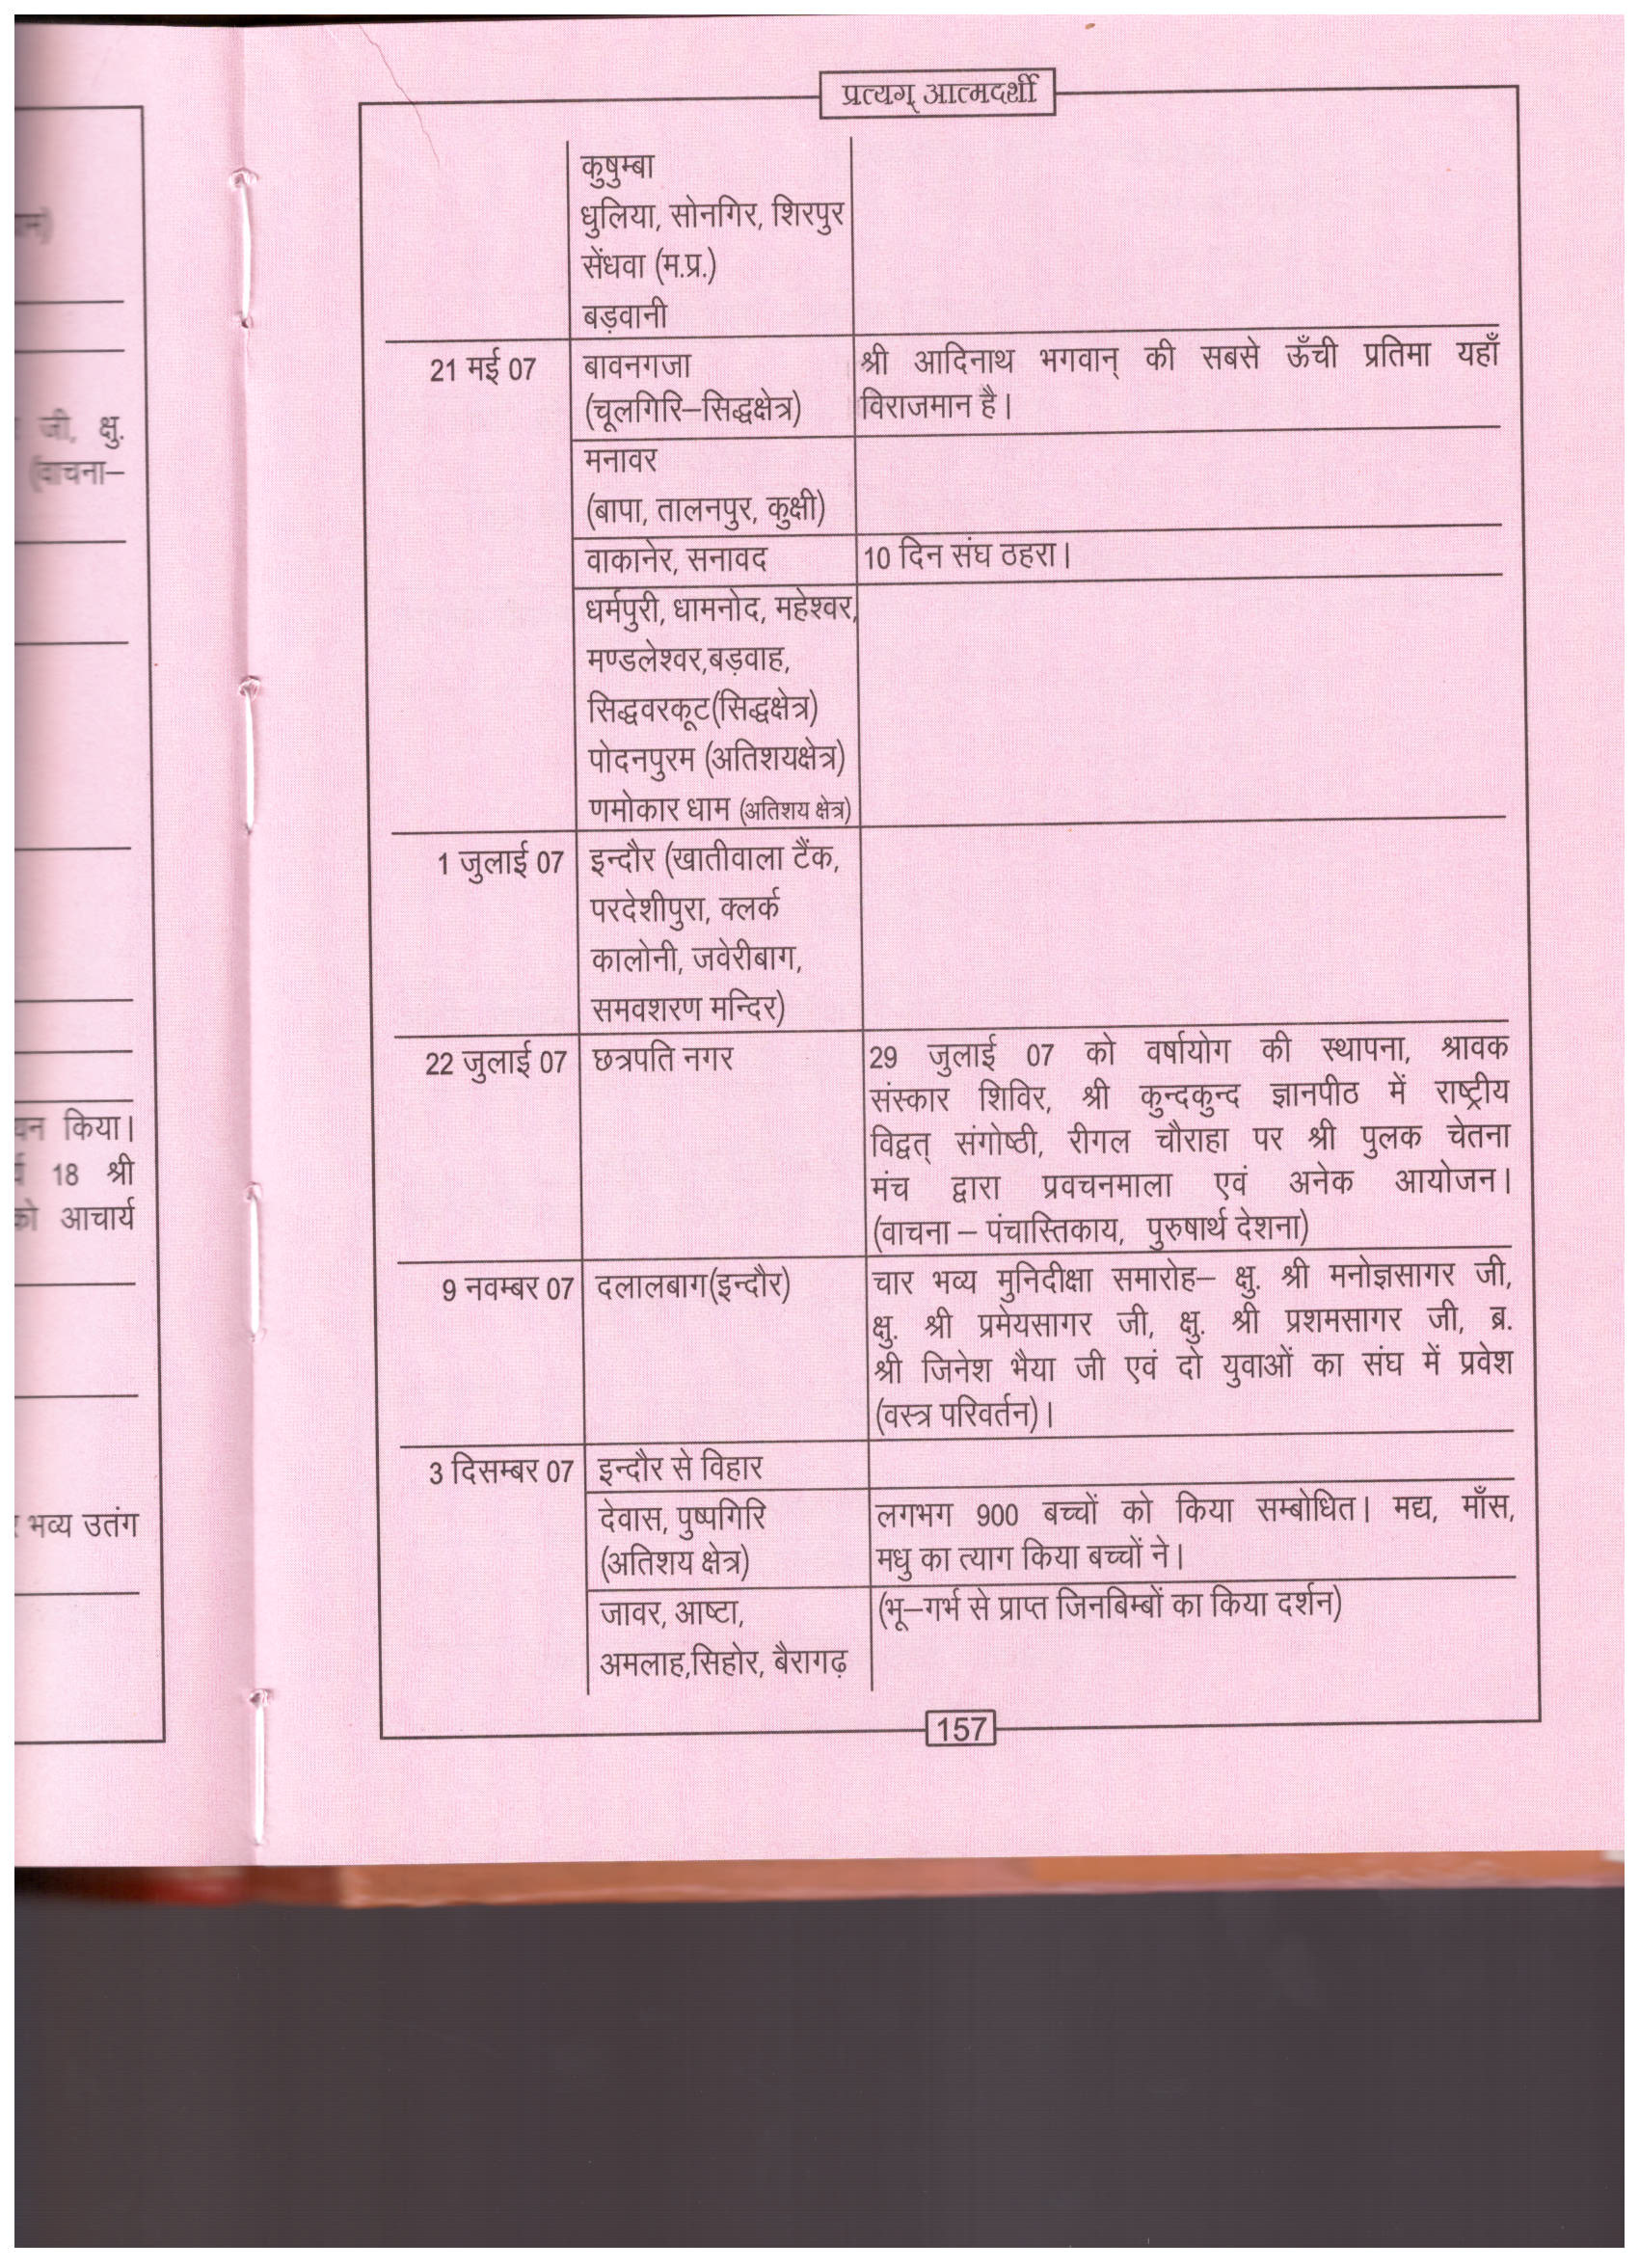 जी, क्षु.
(वाचना–
किया।
18 श्री
को आचार्य
भव्य उतंग
प्रत्यग् आत्मदर्शी
कुषुम्बा
धुलिया, सोनगिर, शिरपुर
सेंधवा (म.प्र.)
बड़वानी
21 मई 07 बावनगजा श्री आदिनाथ भगवान् की सबसे ऊँची प्रतिमा यहाँ
(चूलगिरि–सिद्धक्षेत्र) विराजमान है।
मनावर
(बापा, तालनपुर, कुक्षी)
वाकानेर, सनावद 10 दिन संघ ठहरा।
धर्मपुरी, धामनोद, महेश्वर,
मण्डलेश्वर,बड़वाह,
सिद्धवरकूट(सिद्धक्षेत्र)
पोदनपुरम (अतिशयक्षेत्र)
णमोकार धाम (अतिशय क्षेत्र)
1 जुलाई 07 इन्दौर (खातीवाला टैंक,
परदेशीपुरा, क्लर्क
कालोनी, जवेरीबाग,
समवशरण मन्दिर)
22 जुलाई 07 छत्रपति नगर 29 जुलाई 07 को वर्षायोग की स्थापना, श्रावक
संस्कार शिविर, श्री कुन्दकुन्द ज्ञानपीठ में राष्ट्रीय
विद्वत् संगोष्ठी, रीगल चौराहा पर श्री पुलक चेतना
मंच द्वारा प्रवचनमाला एवं अनेक आयोजन।
(वाचना – पंचास्तिकाय, पुरुषार्थ देशना)
9 नवम्बर 07 दलालबाग(इन्दौर) चार भव्य मुनिदीक्षा समारोह– क्षु. श्री मनोज्ञसागर जी,
क्षु. श्री प्रमेयसागर जी, क्षु. श्री प्रशमसागर जी, ब्र.
श्री जिनेश भैया जी एवं दो युवाओं का संघ में प्रवेश
(वस्त्र परिवर्तन)।
3 दिसम्बर 07 इन्दौर से विहार
देवास, पुष्पगिरि लगभग 900 बच्चों को किया सम्बोधित। मद्य, माँस,
(अतिशय क्षेत्र) मधु का त्याग किया बच्चों ने।
जावर, आष्टा, (भू–गर्भ से प्राप्त जिनबिम्बों का किया दर्शन)
अमलाह,सिहोर, बैरागढ़
157